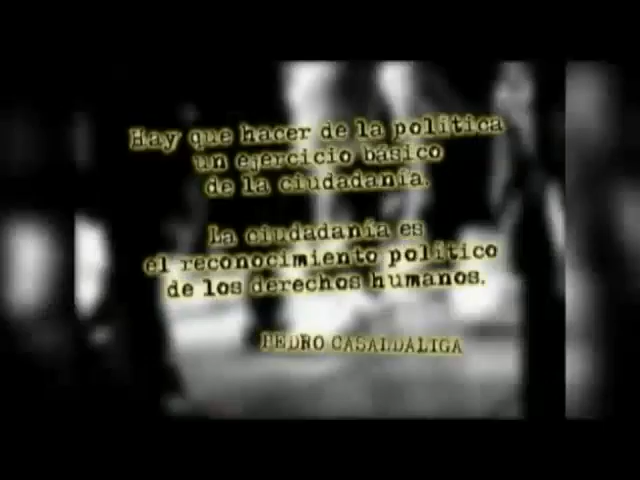 Hay que hacer de la política
un ejercicio básico
de la ciudadanía.
La ciudadanía es
el reconocimiento político
de los derechos humanos.
PEDRO CASALDALIGA